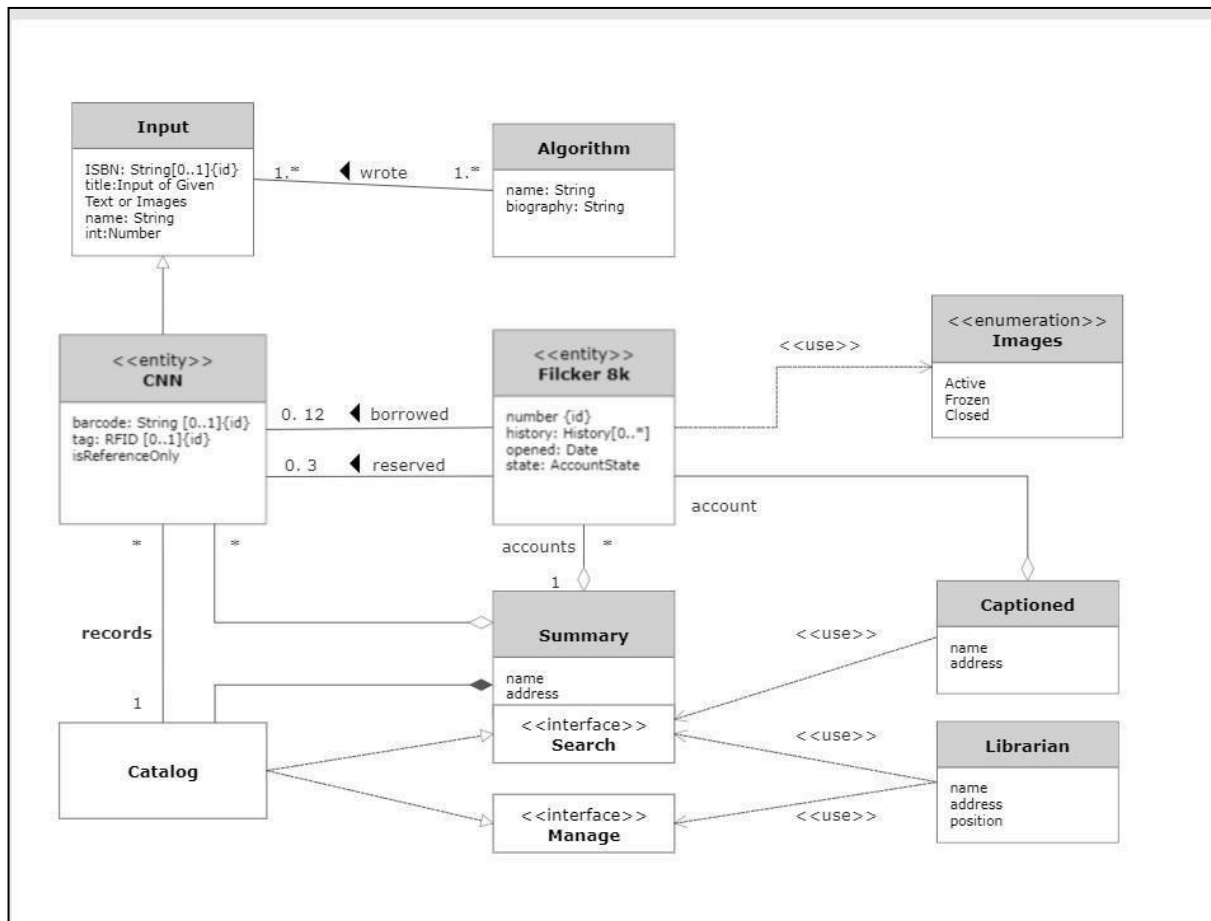 Input
ISBN: String[0..1]{id}
title:Input of Given
Text or Images
name: String
int:Number
1.*
wrote
1.*
Algorithm
name: String
biography: String
<<entity>>
CNN
barcode: String [0..1]{id}
tag: RFID [0..1]{id}
isReferenceOnly
0. 12
borrowed
0. 3
reserved
<<entity>>
Filcker 8k
number {id}
history: History[0..*]
opened: Date
state: AccountState
<<use>>
<<enumeration>>
Images
Active
Frozen
Closed
account
*
*
accounts
*
1
records
1
Summary
name
address
<<use>>
Captioned
name
address
Catalog
<<interface>>
Search
<<use>>
Librarian
name
address
position
<<interface>>
Manage
<<use>>